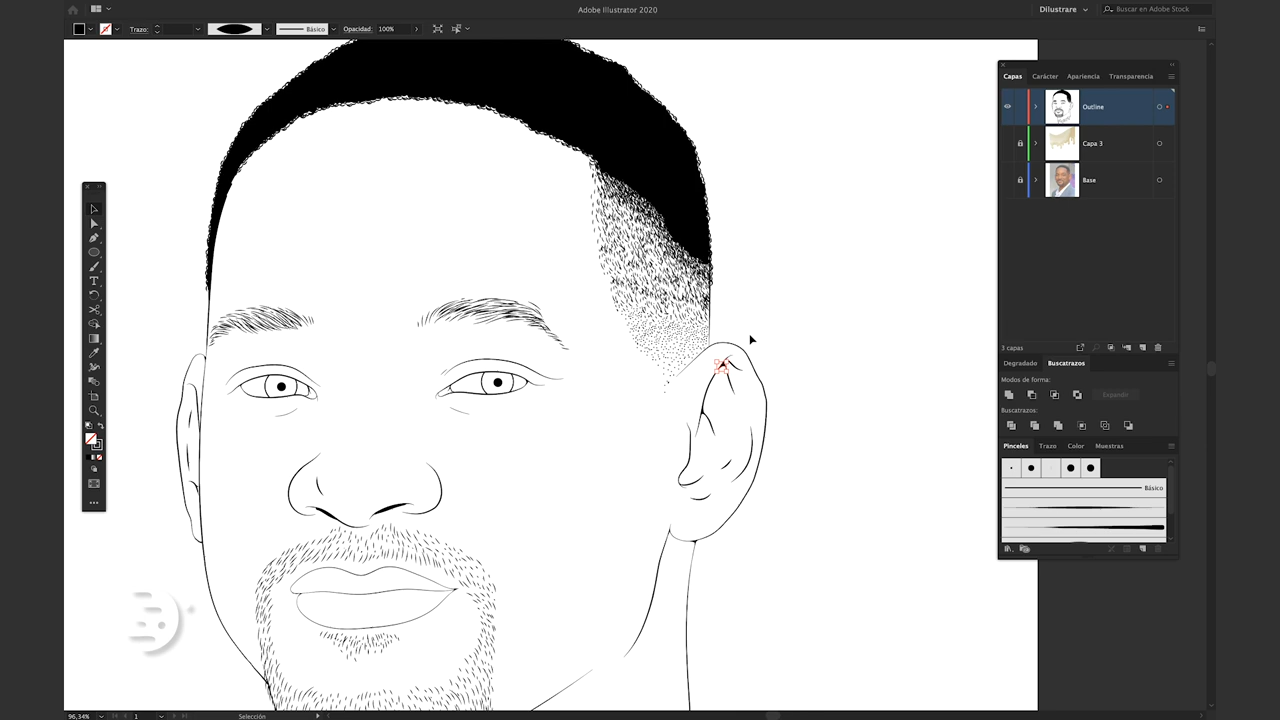 Adobe Illustrator 2020
Dilustrare
Buscar en Adobe Stock
Trazo:
Básico
Opacidad:
100%
Capas
Carácter
Apariencia
Transparencia
Outline
Capa 3
Base
3 capas
Degradado
Buscatrazos
Modos de forma:
Expandir
Buscatrazos:
Pinceles
Trazo
Color
Muestras
Básico
96,34%
1
Selección